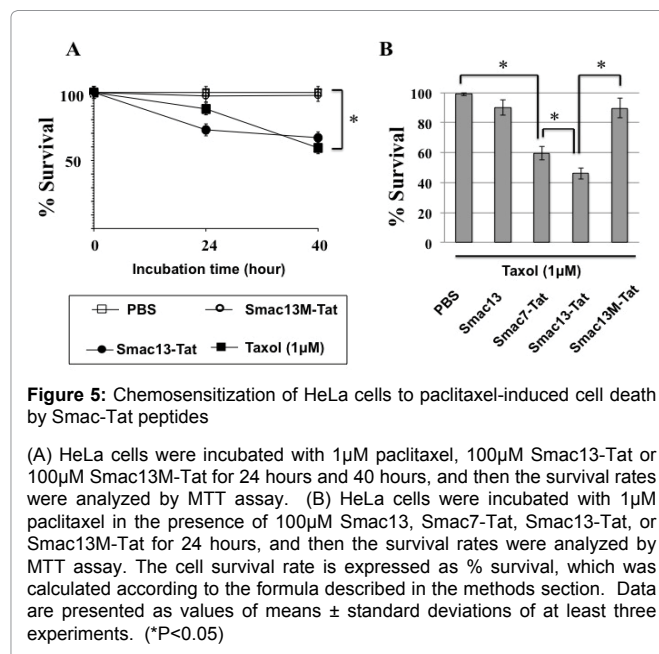 A
B
% Survival
100
50
0
24
40
Incubation time (hour)
*
PBS
Smac13M-Tat
Smac13-Tat
Taxol (1μM)
% Survival
100
80
60
40
20
0
*
*
*
Taxol (1μM)
PBS
Smac13
Smac7-Tat
Smac13-Tat
Smac13M-Tat
Figure 5: Chemosensitization of HeLa cells to paclitaxel-induced cell death
by Smac-Tat peptides
(A) HeLa cells were incubated with 1μM paclitaxel, 100μM Smac13-Tat or
100μM Smac13M-Tat for 24 hours and 40 hours, and then the survival rates
were analyzed by MTT assay. (B) HeLa cells were incubated with 1μM
paclitaxel in the presence of 100μM Smac13, Smac7-Tat, Smac13-Tat, or
Smac13M-Tat for 24 hours, and then the survival rates were analyzed by
MTT assay. The cell survival rate is expressed as % survival, which was
calculated according to the formula described in the methods section. Data
are presented as values of means ± standard deviations of at least three
experiments. (*P<0.05)